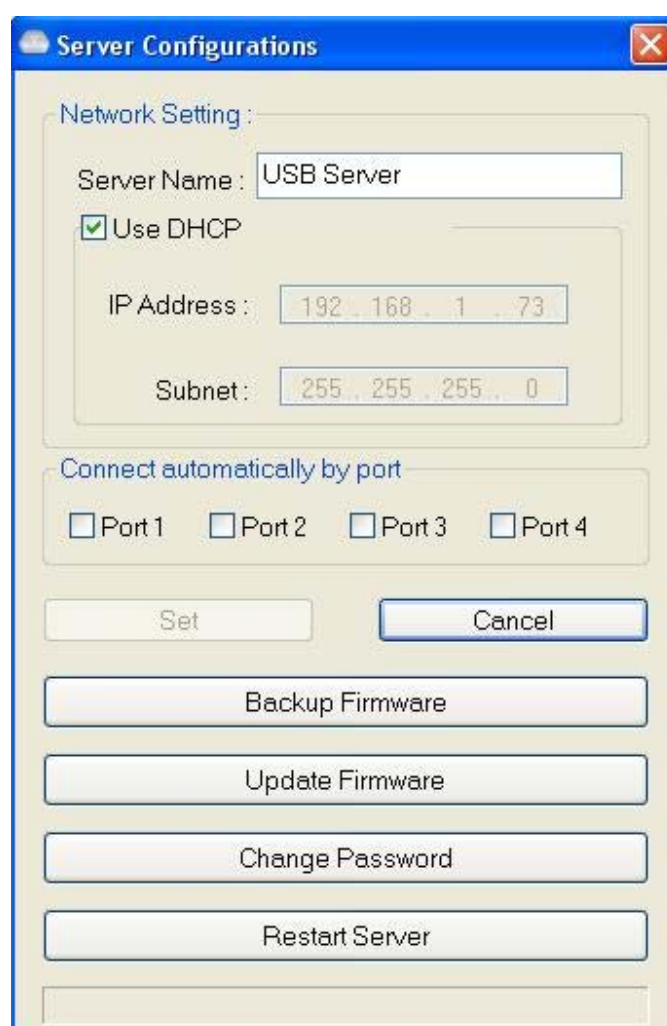 Server Configurations
Network Setting :
Server Name : USB Server
Use DHCP
IP Address : 192 . 168 . 1 . 73
Subnet : 255 . 255 . 255 . 0
Connect automatically by port
Port 1 Port 2 Port 3 Port 4
Set Cancel
Backup Firmware
Update Firmware
Change Password
Restart Server